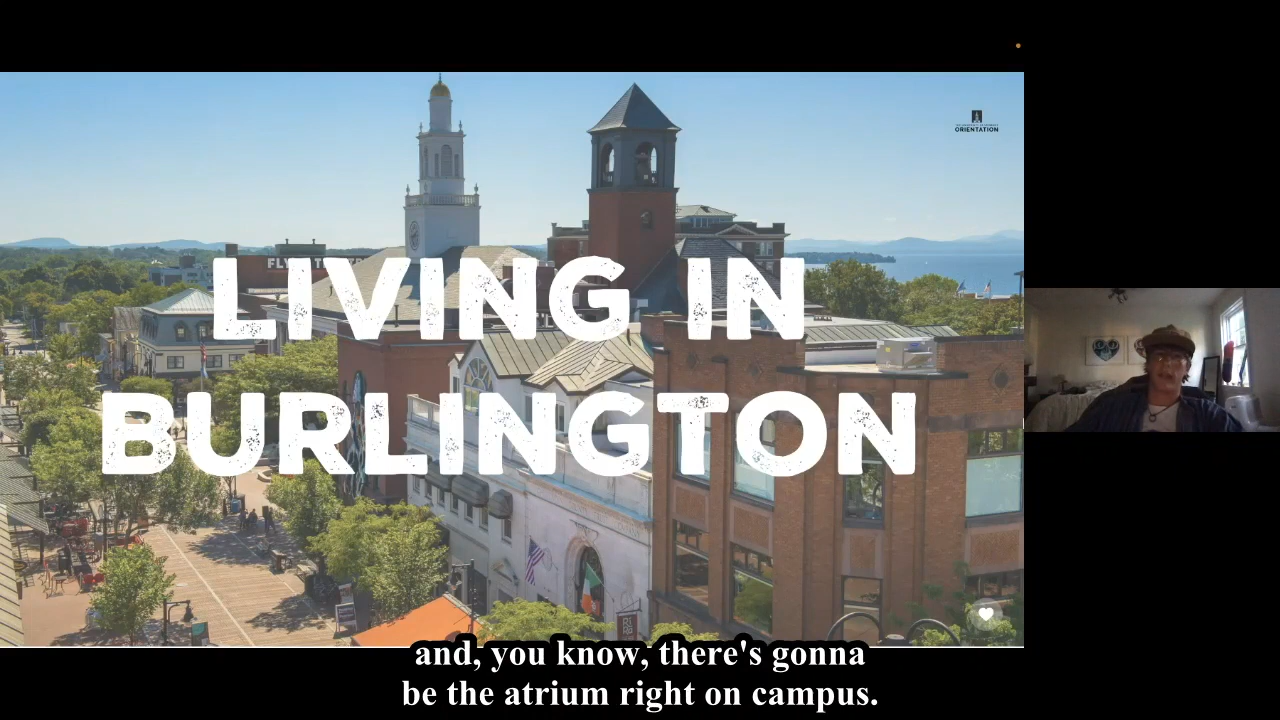 ORIENTATION
LIVING IN
BURLINGTON
and, you know, there's gonna
be the atrium right on campus.